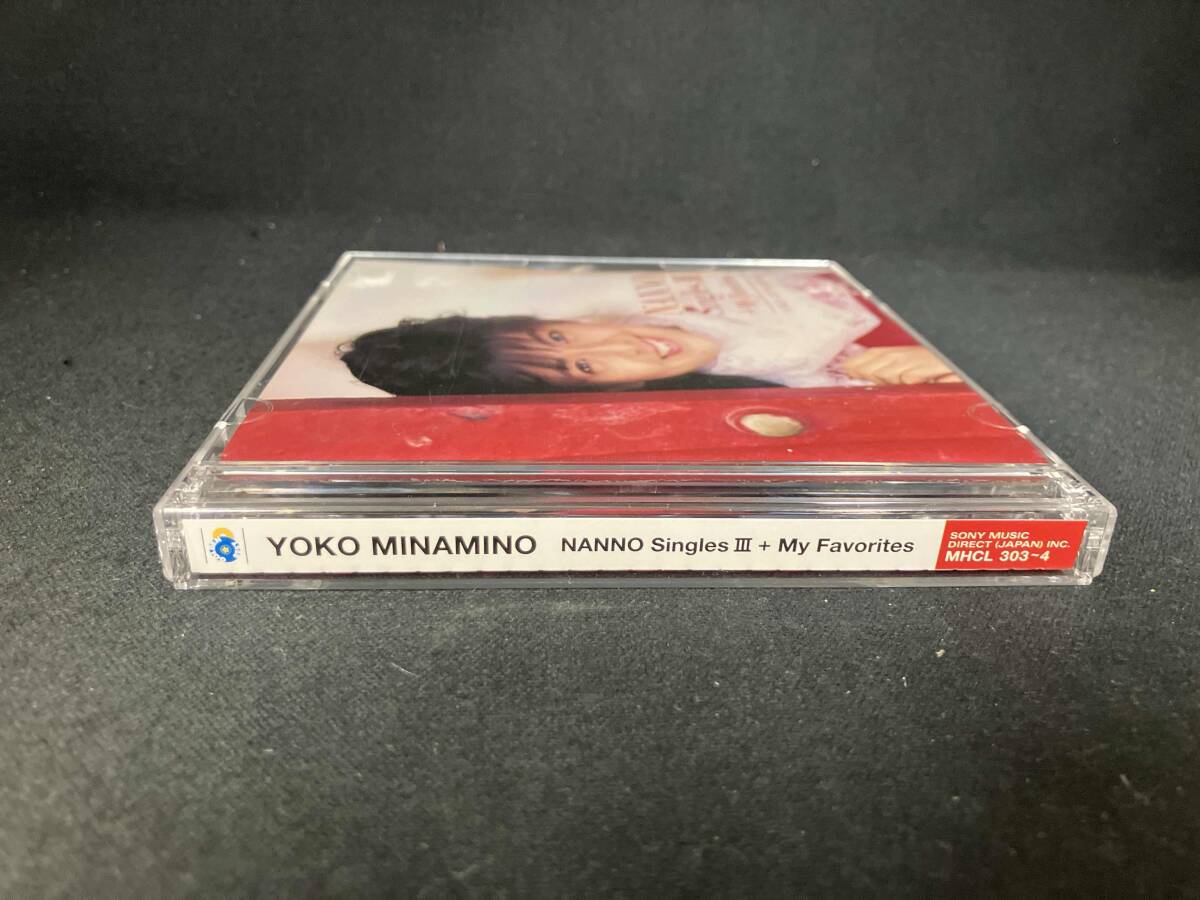 YOKO MINAMINO NANNO Singles Ⅲ + My Favorites
SONY MUSIC
DIRECT (JAPAN) INC.
MHCL 303~4